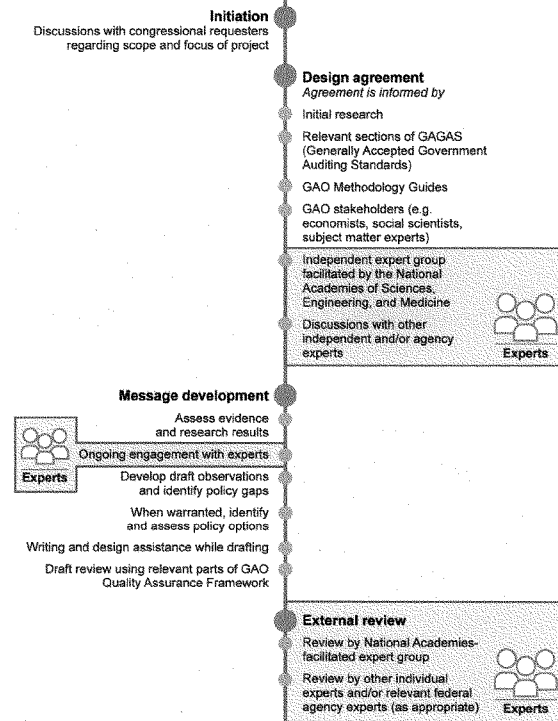 Initiation
Discussions with congressional requesters
regarding scope and focus of project
Design agreement
Agreement is informed by
Initial research
Relevant sections of GAGAS
(Generally Accepted Government
Auditing Standards)
GAO Methodology Guides
GAO stakeholders (e.g.
economists, social scientists,
subject matter experts)
Independent expert group
facilitated by the National
Academies of Sciences,
Engineering, and Medicine
Discussions with other
independent and/or agency
experts
Experts
Message development
Assess evidence
and research results
Ongoing engagement with experts
Experts
Develop draft observations
and identify policy gaps
When warranted, identify
and assess policy options
Writing and design assistance while drafting
Draft review using relevant parts of GAO
Quality Assurance Framework
External review
Review by National Academies-
facilitated expert group
Review by other individual
experts and/or relevant federal
agency experts (as appropriate)
Experts